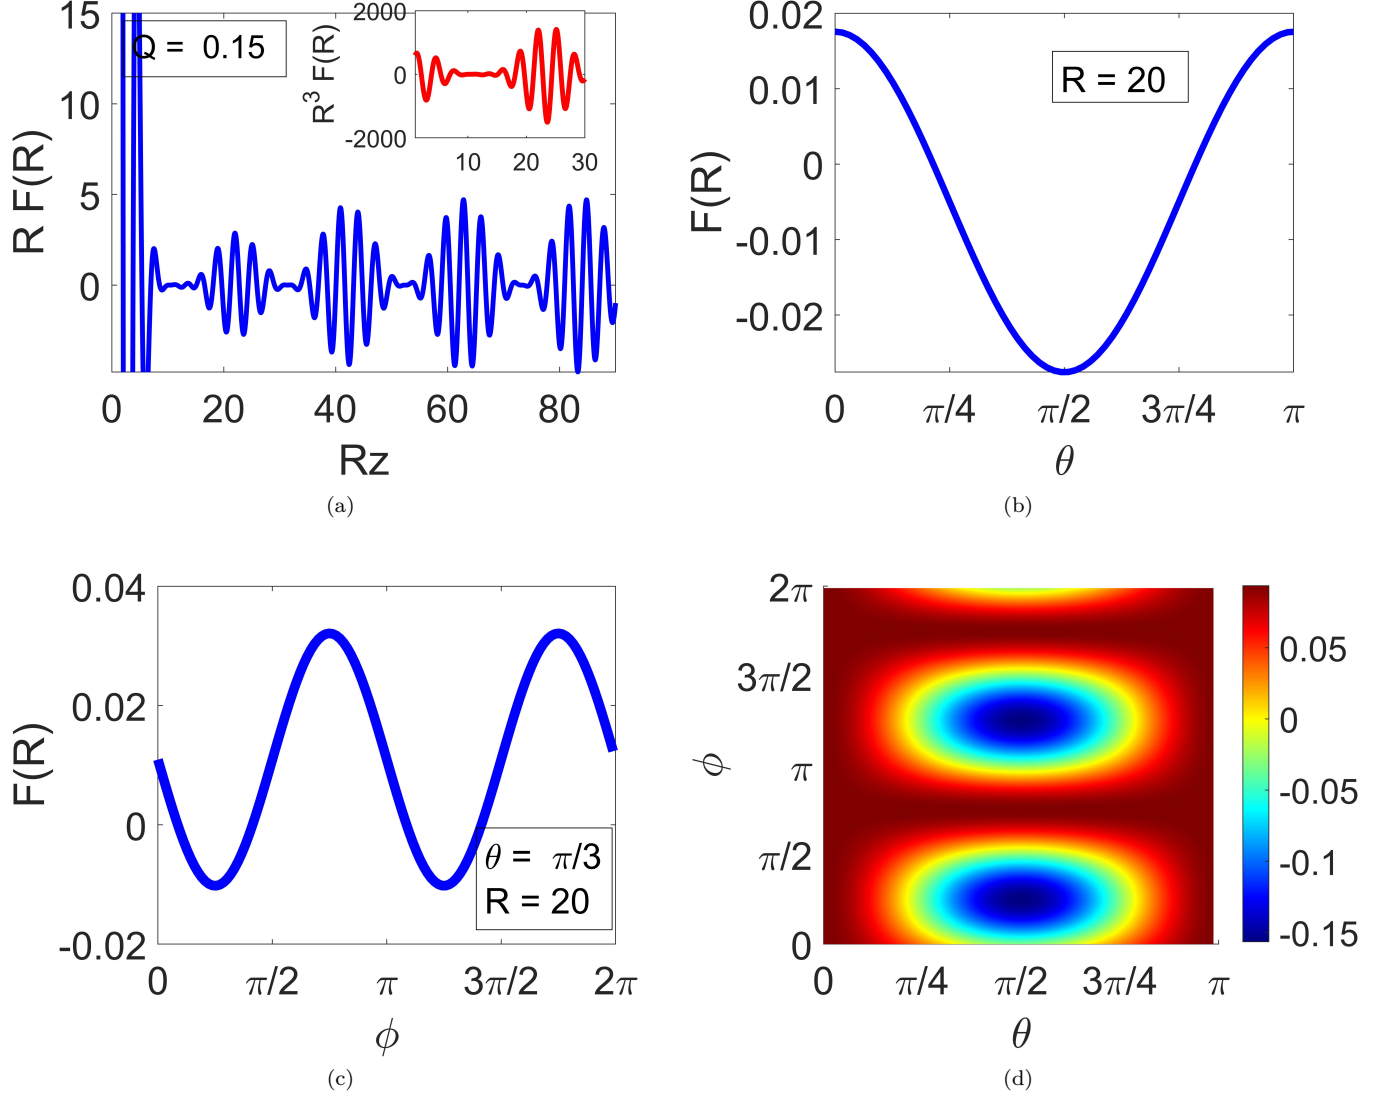 15
10
5
0
R F(R)
Q = 0.15
2000
0
-2000
R³ F(R)
10 20 30
0 20 40 60 80
Rz
(a)
0.02
0.01
0
-0.01
-0.02
F(R)
R = 20
0 π/4 π/2 3π/4 π
θ
(b)
0.04
0.02
0
-0.02
F(R)
θ = π/3
R = 20
0 π/2 π 3π/2 2π
ϕ
(c)
2π
3π/2
π
π/2
0
ϕ
0 π/4 π/2 3π/4 π
θ
0.05
0
-0.05
-0.1
-0.15
(d)